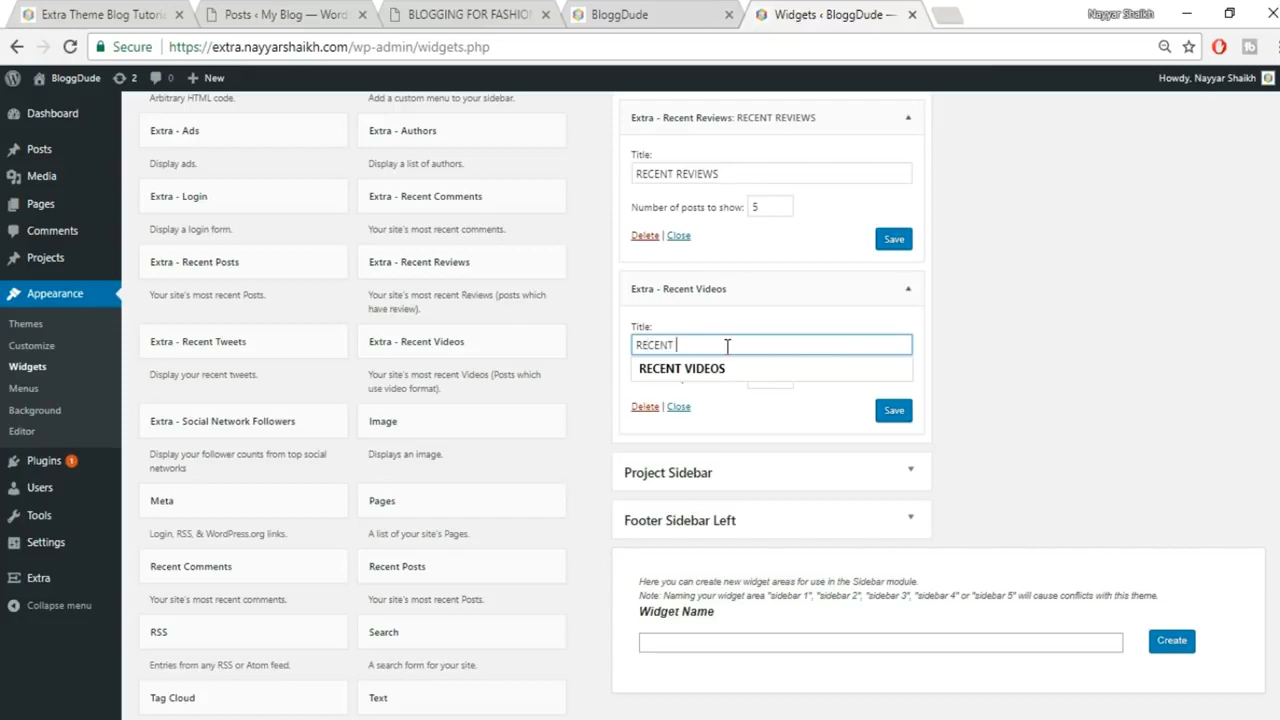 Extra Theme Blog Tutori
Posts ‹ My Blog — Word
BLOGGING FOR FASHION
BloggDude
Widgets ‹ BloggDude —
Nayyar Shaikh
Secure
https://extra.nayyarshaikh.com/wp-admin/widgets.php
BloggDude
2
0
New
Howdy, Nayyar Shaikh
Dashboard
Posts
Media
Pages
Comments
Projects
Appearance
Themes
Customize
Widgets
Menus
Background
Editor
Plugins 1
Users
Tools
Settings
Extra
Collapse menu
Arbitrary HTML code.
Add a custom menu to your sidebar.
Extra - Ads
Extra - Authors
Display ads.
Display a list of authors.
Extra - Login
Extra - Recent Comments
Display a login form.
Your site's most recent comments.
Extra - Recent Posts
Extra - Recent Reviews
Your site's most recent Posts.
Your site's most recent Reviews (posts which
have review).
Extra - Recent Tweets
Extra - Recent Videos
Display your recent tweets.
Your site's most recent Videos (Posts which
use video format).
Extra - Social Network Followers
Image
Display your follower counts from top social
networks
Displays an image.
Meta
Pages
Login, RSS, & WordPress.org links.
A list of your site's Pages.
Recent Comments
Recent Posts
Your site's most recent comments.
Your site's most recent Posts.
RSS
Search
Entries from any RSS or Atom feed.
A search form for your site.
Tag Cloud
Text
Extra - Recent Reviews: RECENT REVIEWS
Title:
RECENT REVIEWS
Number of posts to show: 5
Delete | Close
Save
Extra - Recent Videos
Title:
RECENT
RECENT VIDEOS
Delete | Close
Save
Project Sidebar
Footer Sidebar Left
Here you can create new widget areas for use in the Sidebar module.
Note: Naming your widget area "sidebar 1", "sidebar 2", "sidebar 3", "sidebar 4" or "sidebar 5" will cause conflicts with this theme.
Widget Name
Create